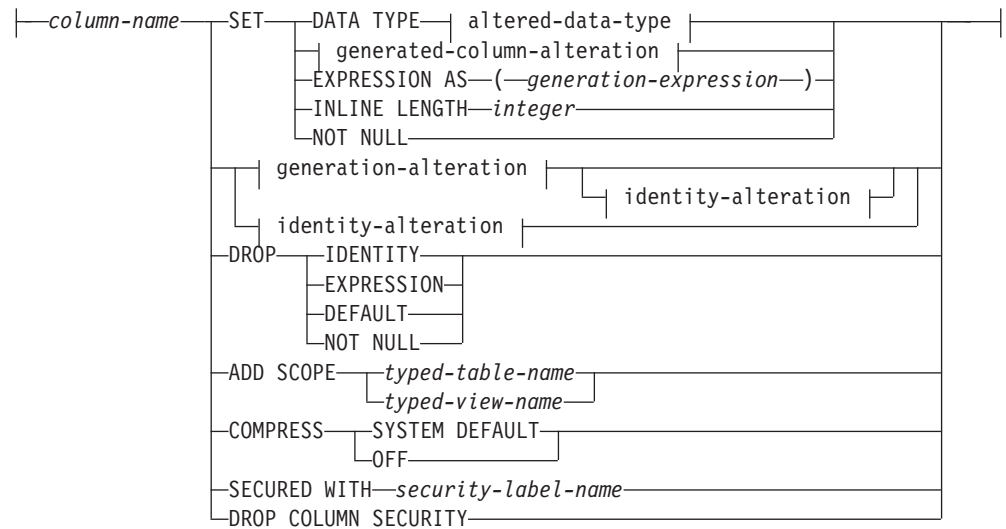 column-name SET DATA TYPE altered-data-type
generated-column-alteration
EXPRESSION AS ( generation-expression )
INLINE LENGTH integer
NOT NULL
generation-alteration
identity-alteration
identity-alteration
DROP IDENTITY
EXPRESSION
DEFAULT
NOT NULL
ADD SCOPE typed-table-name
typed-view-name
COMPRESS SYSTEM DEFAULT
OFF
SECURED WITH security-label-name
DROP COLUMN SECURITY